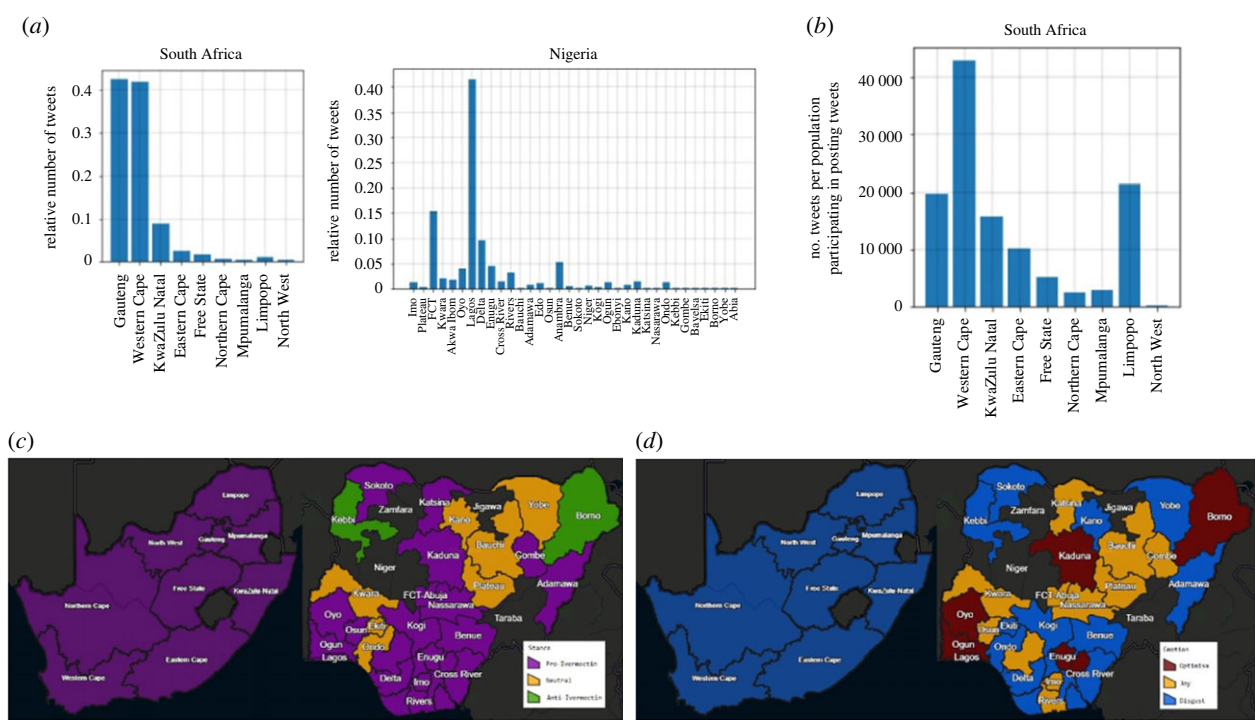 (a)
South Africa
relative number of tweets
0.4
0.3
0.2
0.1
0
Gauteng
Western Cape
KwaZulu Natal
Eastern Cape
Free State
Northern Cape
Mpumalanga
Limpopo
North West
Nigeria
relative number of tweets
0.40
0.35
0.30
0.25
0.20
0.15
0.10
0.05
0
Imo
Plateau
FCT
Kwara
Akwa Ibom
Oyo
Lagos
Delta
Enugu
Cross River
Rivers
Bauchi
Adamawa
Edo
Osun
Anambra
Benue
Sokoto
Niger
Kogi
Ogun
Ebonyi
Kano
Kaduna
Katsina
Nasarawa
Ondo
Kebbi
Gombe
Bayelsa
Ekiti
Borno
Yobe
Abia
(b)
South Africa
no. tweets per population
participating in posting tweets
40 000
30 000
20 000
10 000
0
Gauteng
Western Cape
KwaZulu Natal
Eastern Cape
Free State
Northern Cape
Mpumalanga
Limpopo
North West
(c)
Limpopo
North West
Gauteng
Mpumalanga
Free State
KwaZulu-Natal
Northern Cape
Eastern Cape
Western Cape
Sokoto
Katsina
Jigawa
Yobe
Borno
Kebbi
Zamfara
Kano
Bauchi
Gombe
Kaduna
Niger
Plateau
Adamawa
Kwara
FCT-Abuja
Nassarawa
Taraba
Oyo
Osun
Ekiti
Kogi
Benue
Ogun
Ondo
Lagos
Enugu
Delta
Imo
Cross River
Rivers
Stance
Pro-Ivermectin
Neutral
Anti-Ivermectin
(d)
Limpopo
North West
Gauteng
Mpumalanga
Free State
KwaZulu-Natal
Northern Cape
Eastern Cape
Western Cape
Sokoto
Katsina
Jigawa
Yobe
Borno
Kebbi
Zamfara
Kano
Bauchi
Gombe
Kaduna
Niger
Plateau
Adamawa
Kwara
FCT-Abuja
Nassarawa
Taraba
Oyo
Osun
Ekiti
Kogi
Benue
Ogun
Ondo
Lagos
Enugu
Delta
Imo
Cross River
Rivers
Emotion
Optimism
Joy
Disgust